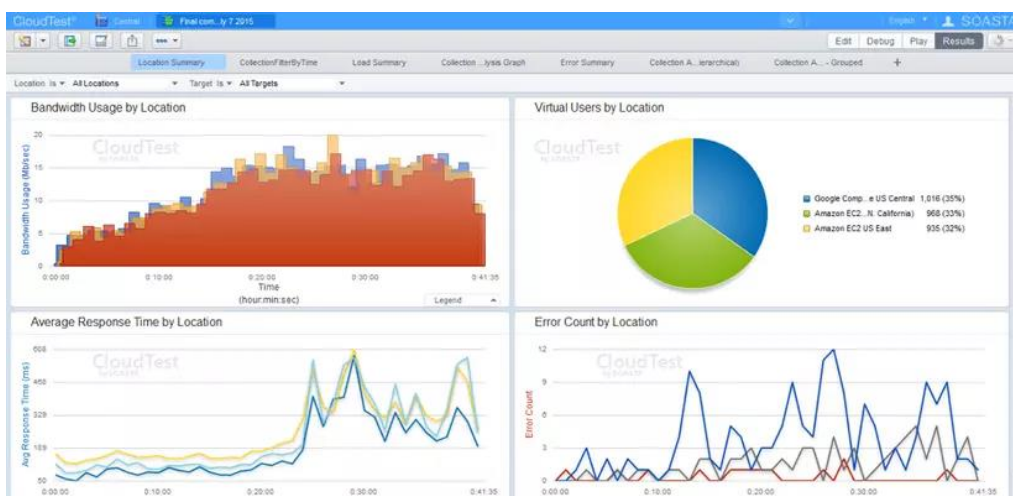 CloudTest® Central Final com...ly 7 2015 English SOASTA
Edit Debug Play Results
Location Summary CollectionFilterByTime Load Summary Collection ...lysis Graph Error Summary Collection A...ierarchical) Collection A... - Grouped +
Location Is All Locations Target Is All Targets
Bandwidth Usage by Location
CloudTest
Bandwidth Usage (Mb/sec)
20
15
10
5
0
0:00:00 0:10:00 0:20:00 0:30:00 0:41:35
Time
(hour:min:sec)
Legend
Virtual Users by Location
CloudTest
Google Comp...e US Central 1,016 (35%)
Amazon EC2...N. California) 968 (33%)
Amazon EC2 US East 935 (32%)
Average Response Time by Location
CloudTest
Avg Response Time (ms)
608
468
329
189
50
0:00:00 0:10:00 0:20:00 0:30:00 0:41:35
Error Count by Location
CloudTest
Error Count
12
9
6
3
0
0:00:00 0:10:00 0:20:00 0:30:00 0:41:35